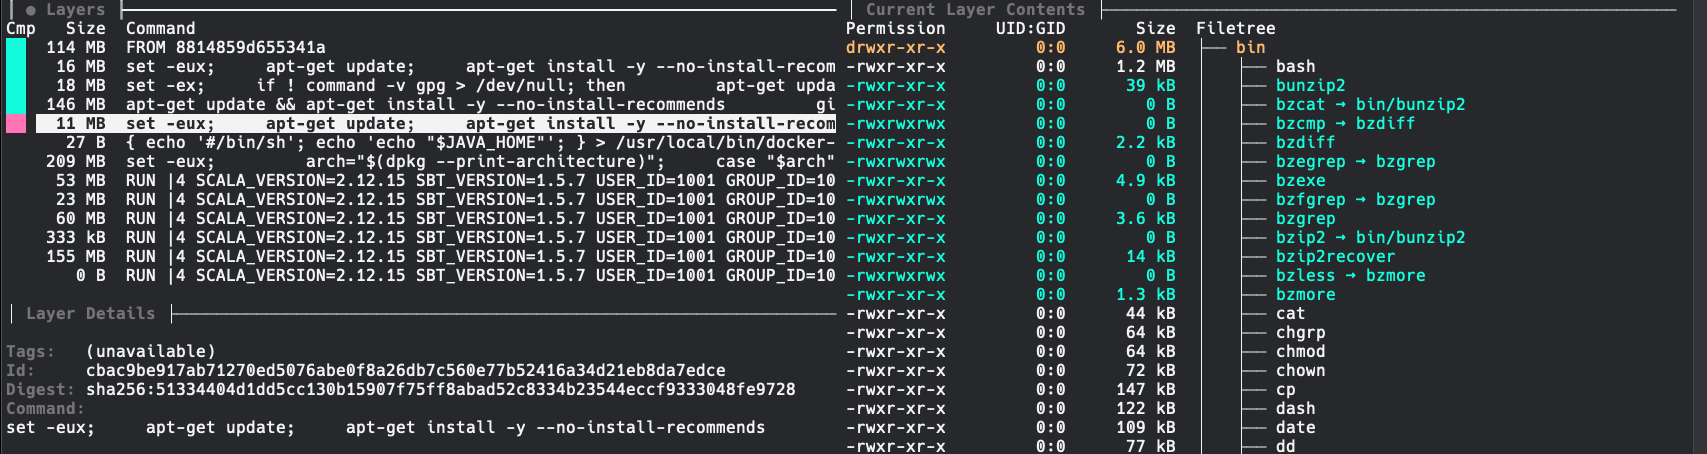 ● Layers
Cmp Size Command
114 MB FROM 8814859d655341a
16 MB set -eux; apt-get update; apt-get install -y --no-install-recom
18 MB set -ex; if ! command -v gpg > /dev/null; then apt-get upda
146 MB apt-get update && apt-get install -y --no-install-recommends gi
11 MB set -eux; apt-get update; apt-get install -y --no-install-recom
27 B { echo '#/bin/sh'; echo 'echo "$JAVA_HOME"'; } > /usr/local/bin/docker-
209 MB set -eux; arch="$(dpkg --print-architecture)"; case "$arch"
53 MB RUN |4 SCALA_VERSION=2.12.15 SBT_VERSION=1.5.7 USER_ID=1001 GROUP_ID=10
23 MB RUN |4 SCALA_VERSION=2.12.15 SBT_VERSION=1.5.7 USER_ID=1001 GROUP_ID=10
60 MB RUN |4 SCALA_VERSION=2.12.15 SBT_VERSION=1.5.7 USER_ID=1001 GROUP_ID=10
333 kB RUN |4 SCALA_VERSION=2.12.15 SBT_VERSION=1.5.7 USER_ID=1001 GROUP_ID=10
155 MB RUN |4 SCALA_VERSION=2.12.15 SBT_VERSION=1.5.7 USER_ID=1001 GROUP_ID=10
0 B RUN |4 SCALA_VERSION=2.12.15 SBT_VERSION=1.5.7 USER_ID=1001 GROUP_ID=10
Layer Details
Tags: (unavailable)
Id: cbac9be917ab71270ed5076abe0f8a26db7c560e77b52416a34d21eb8da7edce
Digest: sha256:51334404d1dd5cc130b15907f75ff8abad52c8334b23544eccf9333048fe9728
Command:
set -eux; apt-get update; apt-get install -y --no-install-recommends
Current Layer Contents
Permission UID:GID Size Filetree
drwxr-xr-x 0:0 6.0 MB bin
-rwxr-xr-x 0:0 1.2 MB bash
-rwxr-xr-x 0:0 39 kB bunzip2
-rwxr-xr-x 0:0 0 B bzcat → bin/bunzip2
-rwxrwxrwx 0:0 0 B bzcmp → bzdiff
-rwxr-xr-x 0:0 2.2 kB bzdiff
-rwxrwxrwx 0:0 0 B bzegrep → bzgrep
-rwxr-xr-x 0:0 4.9 kB bzexe
-rwxrwxrwx 0:0 0 B bzfgrep → bzgrep
-rwxr-xr-x 0:0 3.6 kB bzgrep
-rwxr-xr-x 0:0 0 B bzip2 → bin/bunzip2
-rwxr-xr-x 0:0 14 kB bzip2recover
-rwxrwxrwx 0:0 0 B bzless → bzmore
-rwxr-xr-x 0:0 1.3 kB bzmore
-rwxr-xr-x 0:0 44 kB cat
-rwxr-xr-x 0:0 64 kB chgrp
-rwxr-xr-x 0:0 64 kB chmod
-rwxr-xr-x 0:0 72 kB chown
-rwxr-xr-x 0:0 147 kB cp
-rwxr-xr-x 0:0 122 kB dash
-rwxr-xr-x 0:0 109 kB date
-rwxr-xr-x 0:0 77 kB dd